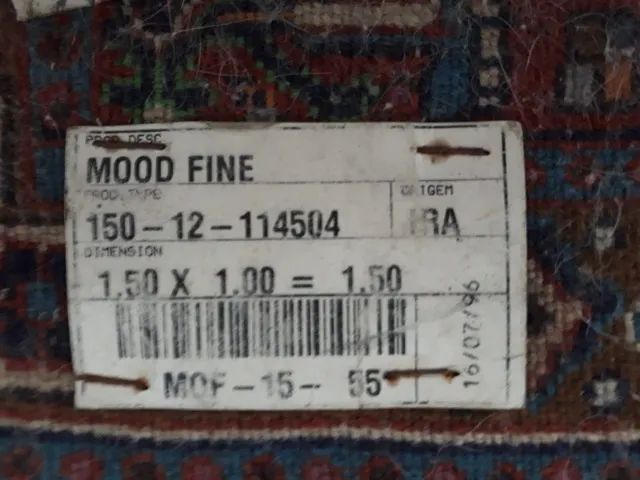 PROD.DESC
MOOD FINE
PROD.TYPE ORIGEM
150-12-114504 IRA
DIMENSION
1.50 X 1.00 = 1.50
16/07/96
MOF-15- 55